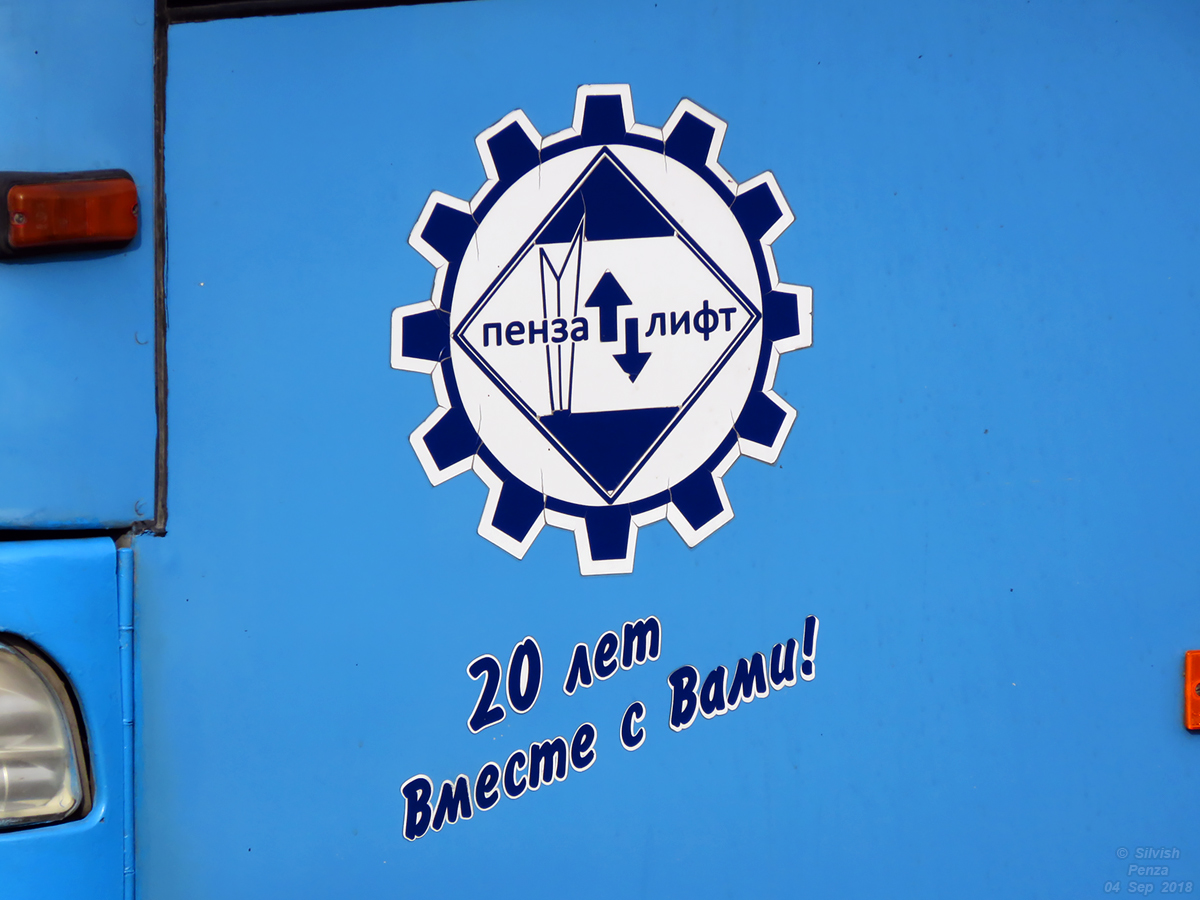 пенза лифт
20 лет
Вместе с Вами!
© Silvish
Penza
04 Sep 2018